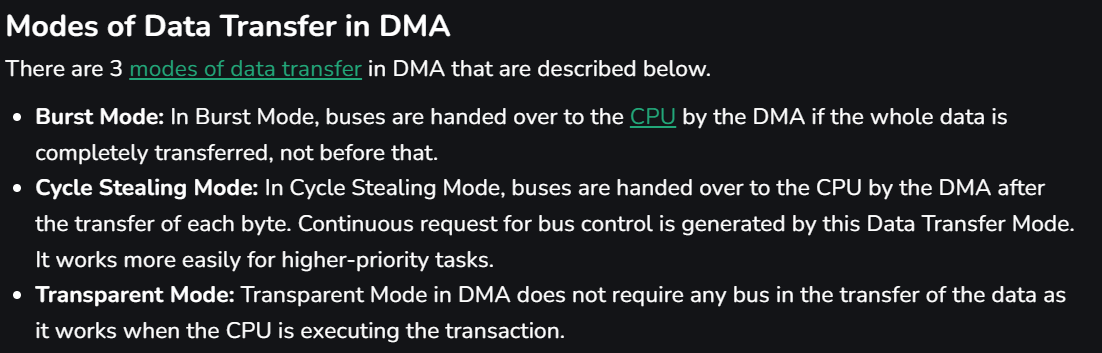 Modes of Data Transfer in DMA
There are 3 modes of data transfer in DMA that are described below.
• Burst Mode: In Burst Mode, buses are handed over to the CPU by the DMA if the whole data is
completely transferred, not before that.
• Cycle Stealing Mode: In Cycle Stealing Mode, buses are handed over to the CPU by the DMA after
the transfer of each byte. Continuous request for bus control is generated by this Data Transfer Mode.
It works more easily for higher-priority tasks.
• Transparent Mode: Transparent Mode in DMA does not require any bus in the transfer of the data as
it works when the CPU is executing the transaction.